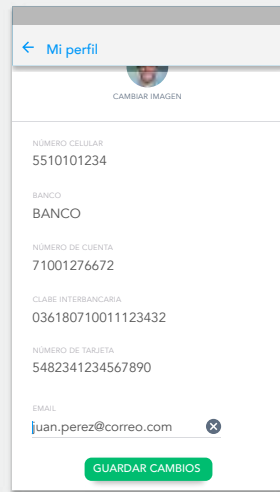 Mi perfil
CAMBIAR IMAGEN
NÚMERO CELULAR
5510101234
BANCO
BANCO
NÚMERO DE CUENTA
71001276672
CLABE INTERBANCARIA
036180710011123432
NÚMERO DE TARJETA
5482341234567890
EMAIL
juan.perez@correo.com
GUARDAR CAMBIOS